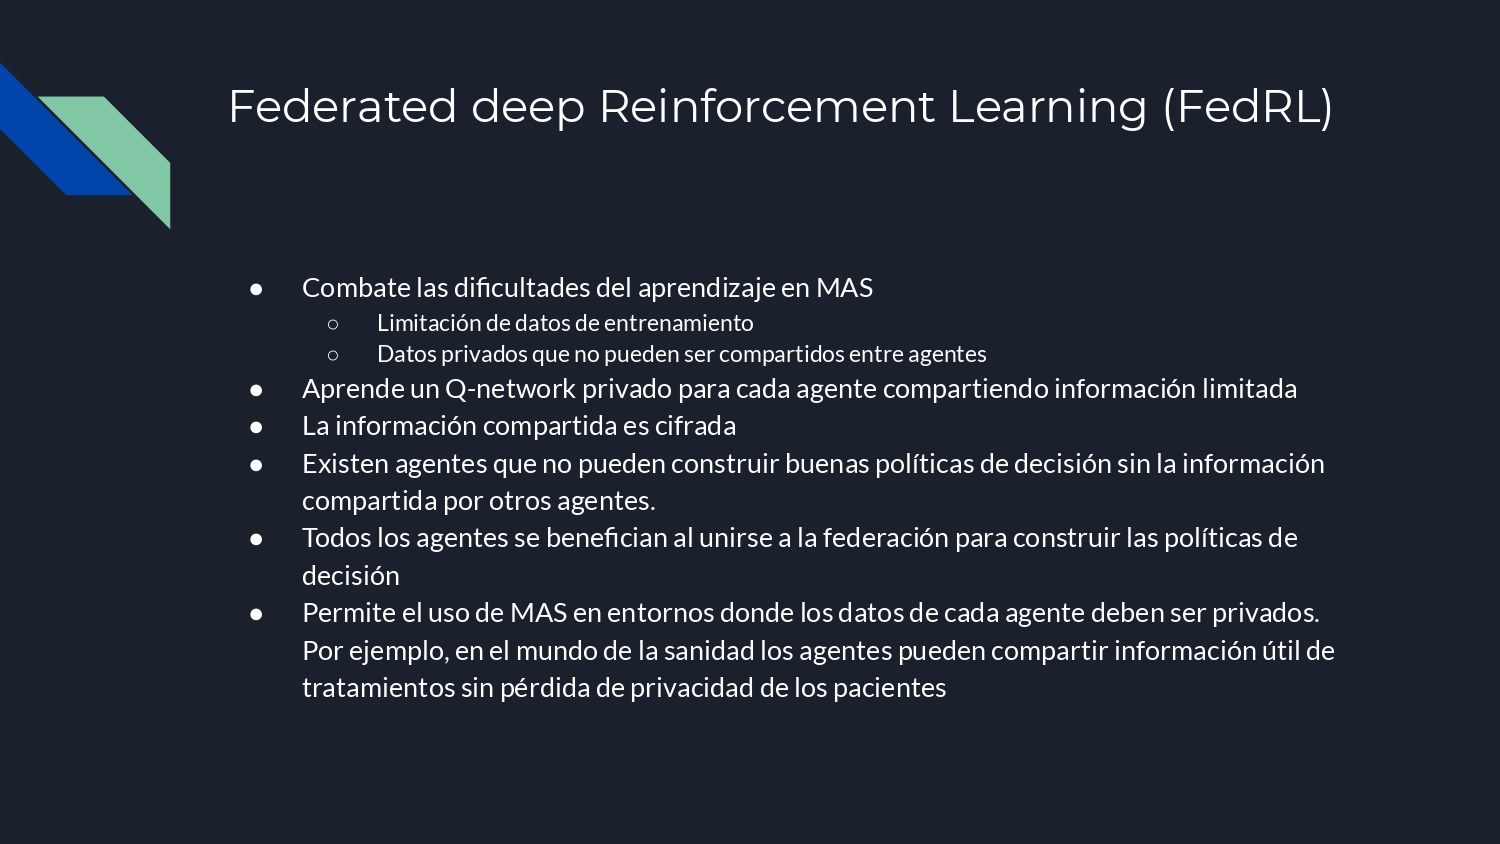 Federated deep Reinforcement Learning (FedRL)
● Combate las dificultades del aprendizaje en MAS
○ Limitación de datos de entrenamiento
○ Datos privados que no pueden ser compartidos entre agentes
● Aprende un Q-network privado para cada agente compartiendo información limitada
● La información compartida es cifrada
● Existen agentes que no pueden construir buenas políticas de decisión sin la información
compartida por otros agentes.
● Todos los agentes se benefician al unirse a la federación para construir las políticas de
decisión
● Permite el uso de MAS en entornos donde los datos de cada agente deben ser privados.
Por ejemplo, en el mundo de la sanidad los agentes pueden compartir información útil de
tratamientos sin pérdida de privacidad de los pacientes